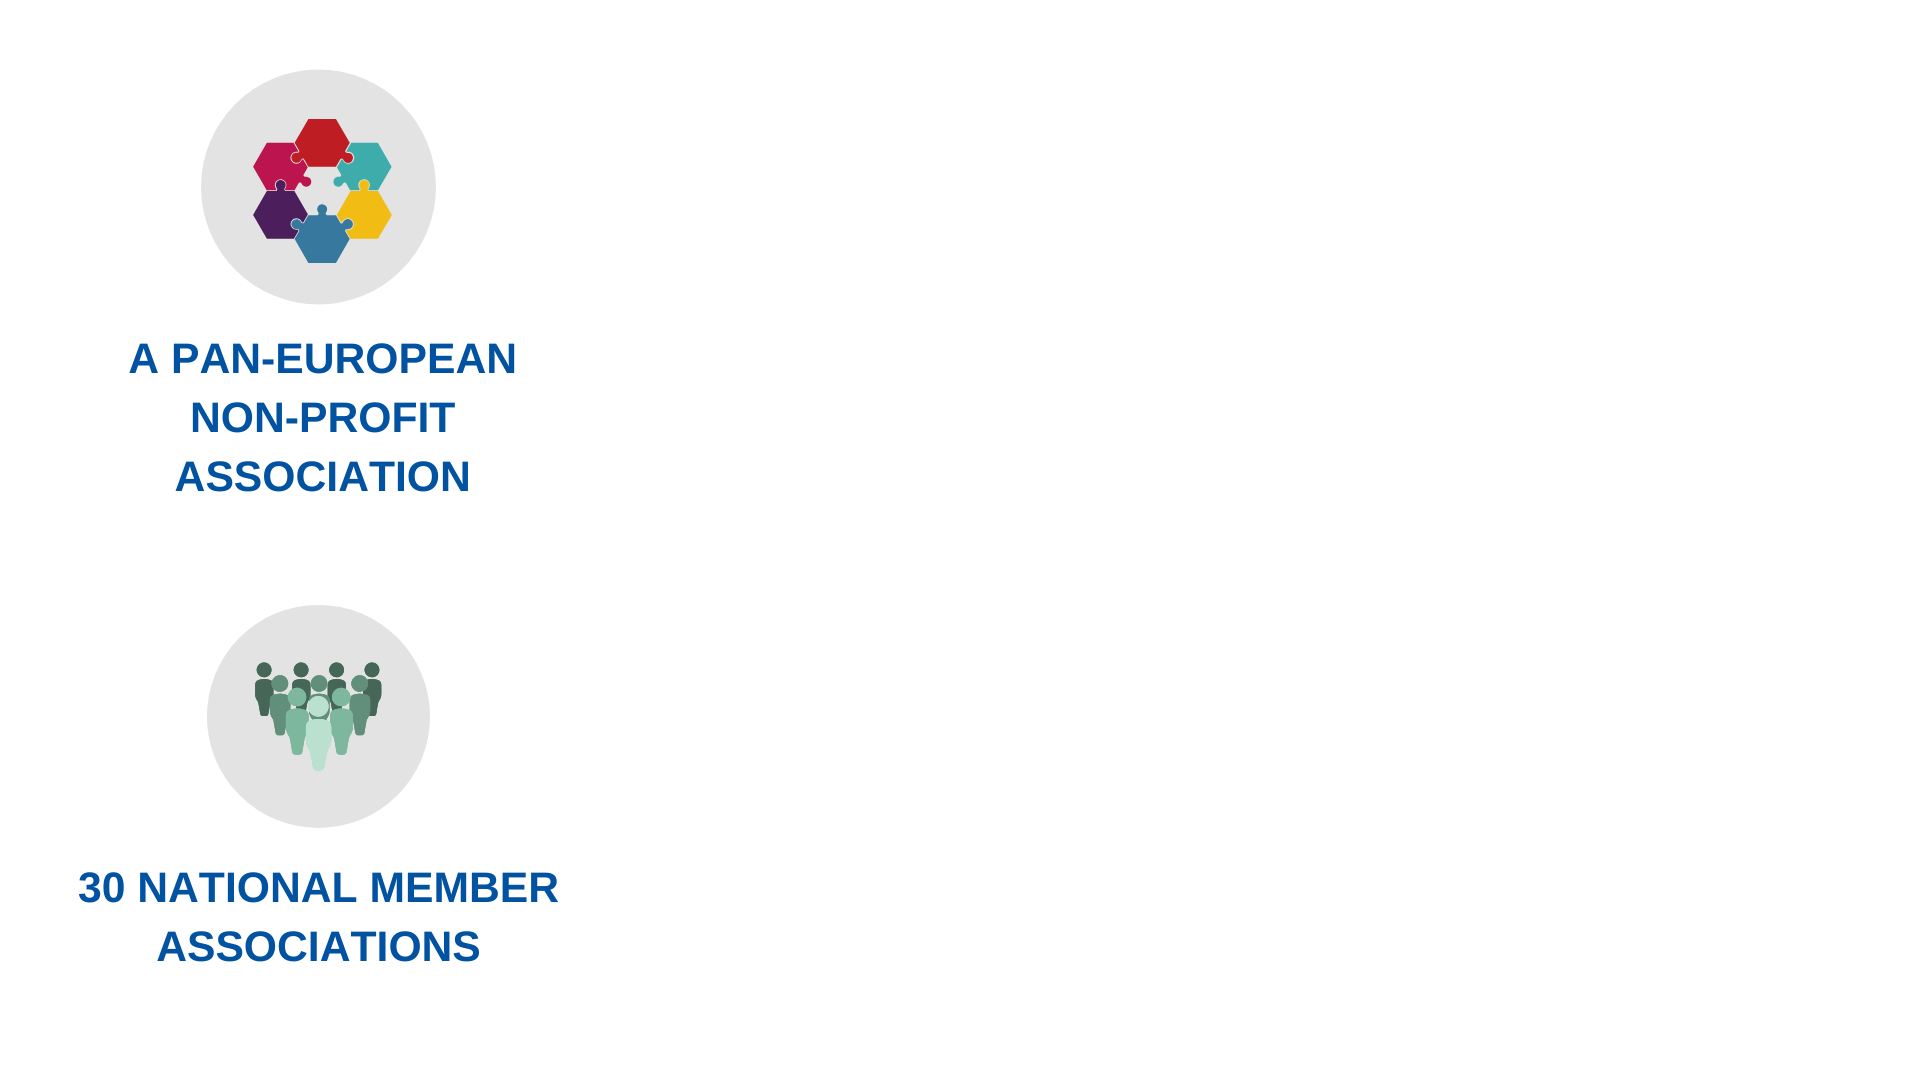 A PAN-EUROPEAN
NON-PROFIT
ASSOCIATION
30 NATIONAL MEMBER
ASSOCIATIONS